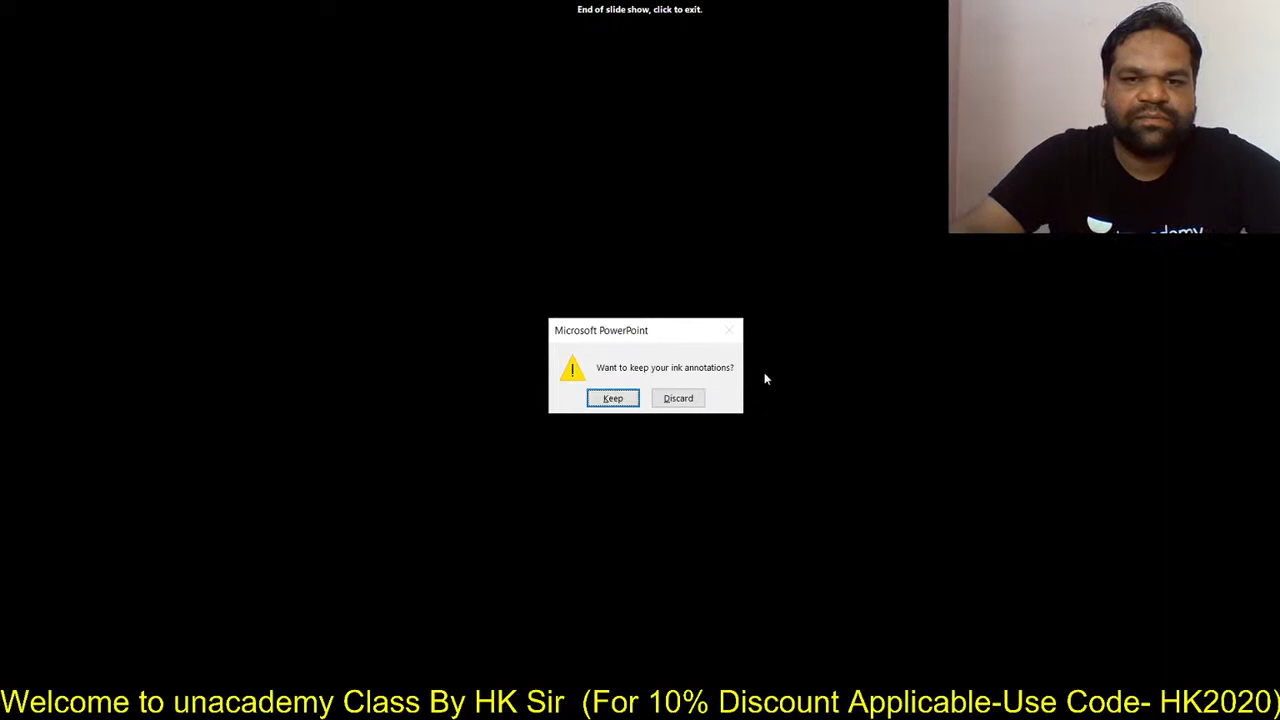 End of slide show, click to exit.
Microsoft PowerPoint
Want to keep your ink annotations?
Keep
Discard
Welcome to unacademy Class By HK Sir (For 10% Discount Applicable-Use Code- HK2020)